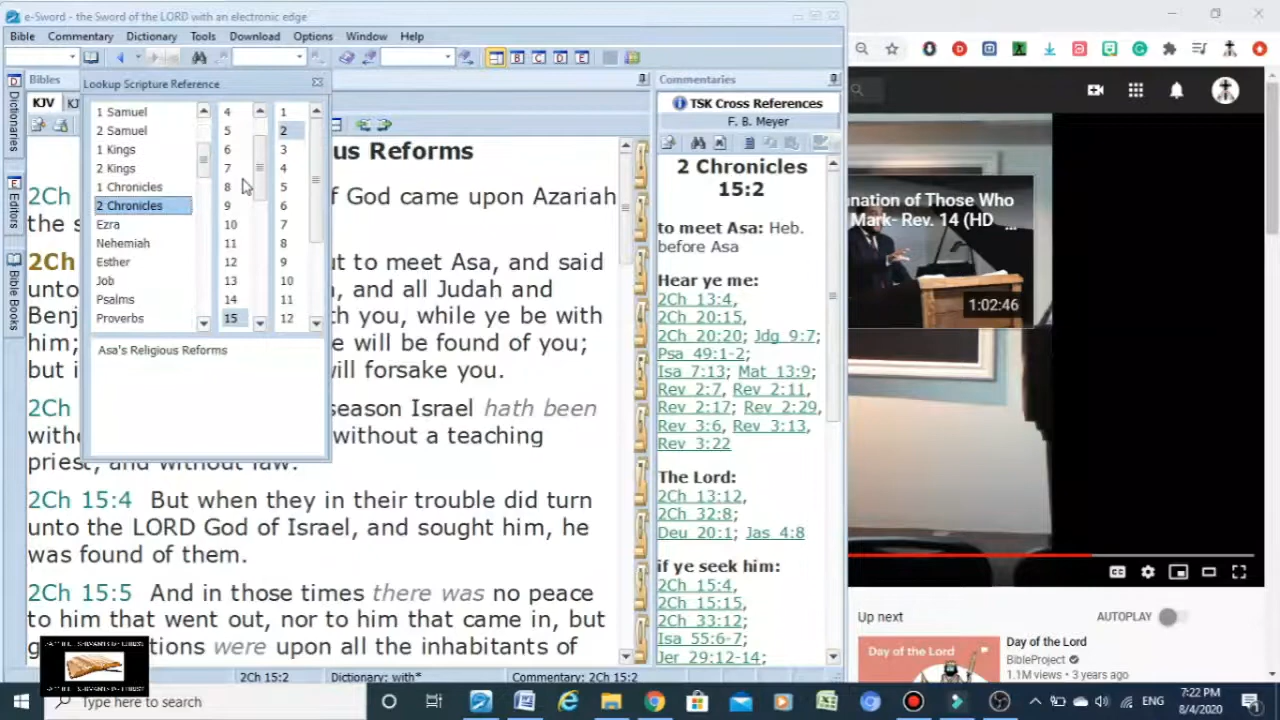 e-Sword - the Sword of the LORD with an electronic edge
Bible Commentary Dictionary Tools Download Options Window Help
B C D E
Bibles
Commentaries
Dictionaries
Editors
Bible Books
Lookup Scripture Reference
KJV
1 Samuel 4 1
2 Samuel 5 2
1 Kings 6 3
2 Kings 7 4
1 Chronicles 8 5
2 Chronicles 9 6
Ezra 10 7
Nehemiah 11 8
Esther 12 9
Job 13 10
Psalms 14 11
Proverbs 15 12
Asa's Religious Reforms
us Reforms
2Ch of God came upon Azariah
the s
2Ch ut to meet Asa, and said
unto , and all Judah and
Benj th you, while ye be with
him; e will be found of you;
but i will forsake you.
2Ch season Israel hath been
witho without a teaching
priest, and without law.
2Ch 15:4 But when they in their trouble did turn
unto the LORD God of Israel, and sought him, he
was found of them.
2Ch 15:5 And in those times there was no peace
to him that went out, nor to him that came in, but
tions were upon all the inhabitants of
TSK Cross References
F. B. Meyer
2 Chronicles
15:2
to meet Asa: Heb.
before Asa
Hear ye me:
2Ch 13:4,
2Ch 20:15,
2Ch 20:20; Jdg 9:7;
Psa 49:1-2;
Isa 7:13; Mat 13:9;
Rev 2:7, Rev 2:11,
Rev 2:17; Rev 2:29,
Rev 3:6, Rev 3:13,
Rev 3:22
The Lord:
2Ch 13:12,
2Ch 32:8;
Deu 20:1; Jas 4:8
if ye seek him:
2Ch 15:4,
2Ch 15:15,
2Ch 33:12;
Isa 55:6-7;
Jer 29:12-14;
2Ch 15:2 Dictionary: with* Commentary: 2Ch 15:2
nation of Those Who
Mark- Rev. 14 (HD
...
1:02:46
CC
Up next AUTOPLAY
Day of the Lord
Day of the Lord
BibleProject
1.1M views • 3 years ago
Type here to search
ENG
7:22 PM
8/4/2020
1